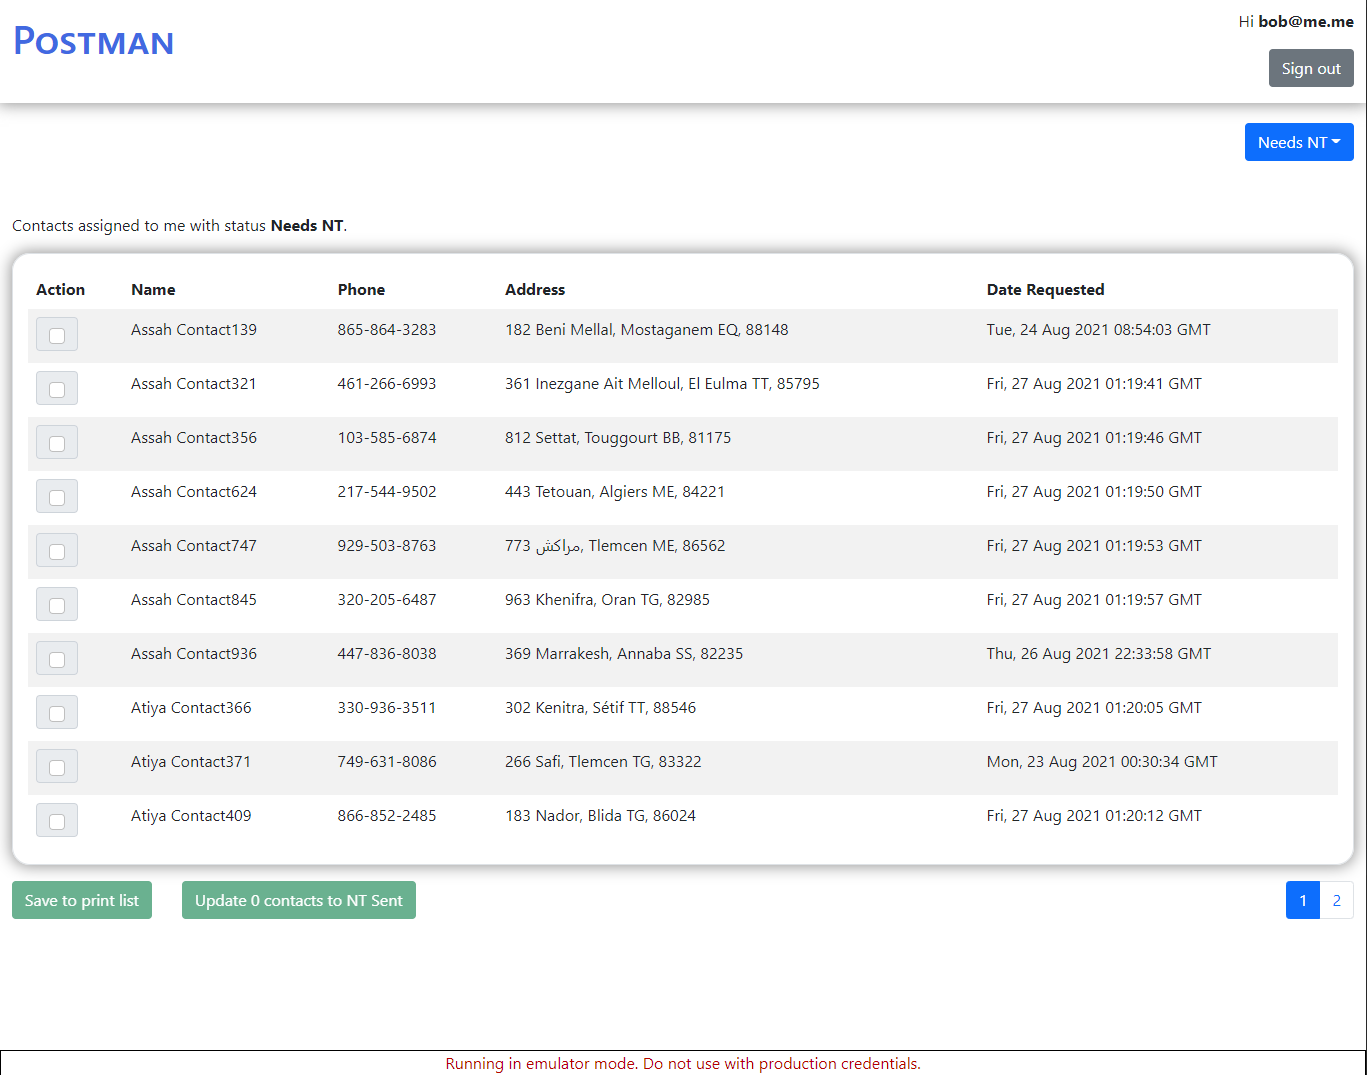 Postman
Hi bob@me.me
Sign out
Needs NT
Contacts assigned to me with status Needs NT.
Action Name Phone Address Date Requested
Assah Contact139 865-864-3283 182 Beni Mellal, Mostaganem EQ, 88148 Tue, 24 Aug 2021 08:54:03 GMT
Assah Contact321 461-266-6993 361 Inezgane Ait Melloul, El Eulma TT, 85795 Fri, 27 Aug 2021 01:19:41 GMT
Assah Contact356 103-585-6874 812 Settat, Touggourt BB, 81175 Fri, 27 Aug 2021 01:19:46 GMT
Assah Contact624 217-544-9502 443 Tetouan, Algiers ME, 84221 Fri, 27 Aug 2021 01:19:50 GMT
Assah Contact747 929-503-8763 773 مراكش, Tlemcen ME, 86562 Fri, 27 Aug 2021 01:19:53 GMT
Assah Contact845 320-205-6487 963 Khenifra, Oran TG, 82985 Fri, 27 Aug 2021 01:19:57 GMT
Assah Contact936 447-836-8038 369 Marrakesh, Annaba SS, 82235 Thu, 26 Aug 2021 22:33:58 GMT
Atiya Contact366 330-936-3511 302 Kenitra, Sétif TT, 88546 Fri, 27 Aug 2021 01:20:05 GMT
Atiya Contact371 749-631-8086 266 Safi, Tlemcen TG, 83322 Mon, 23 Aug 2021 00:30:34 GMT
Atiya Contact409 866-852-2485 183 Nador, Blida TG, 86024 Fri, 27 Aug 2021 01:20:12 GMT
Save to print list Update 0 contacts to NT Sent 1 2
Running in emulator mode. Do not use with production credentials.